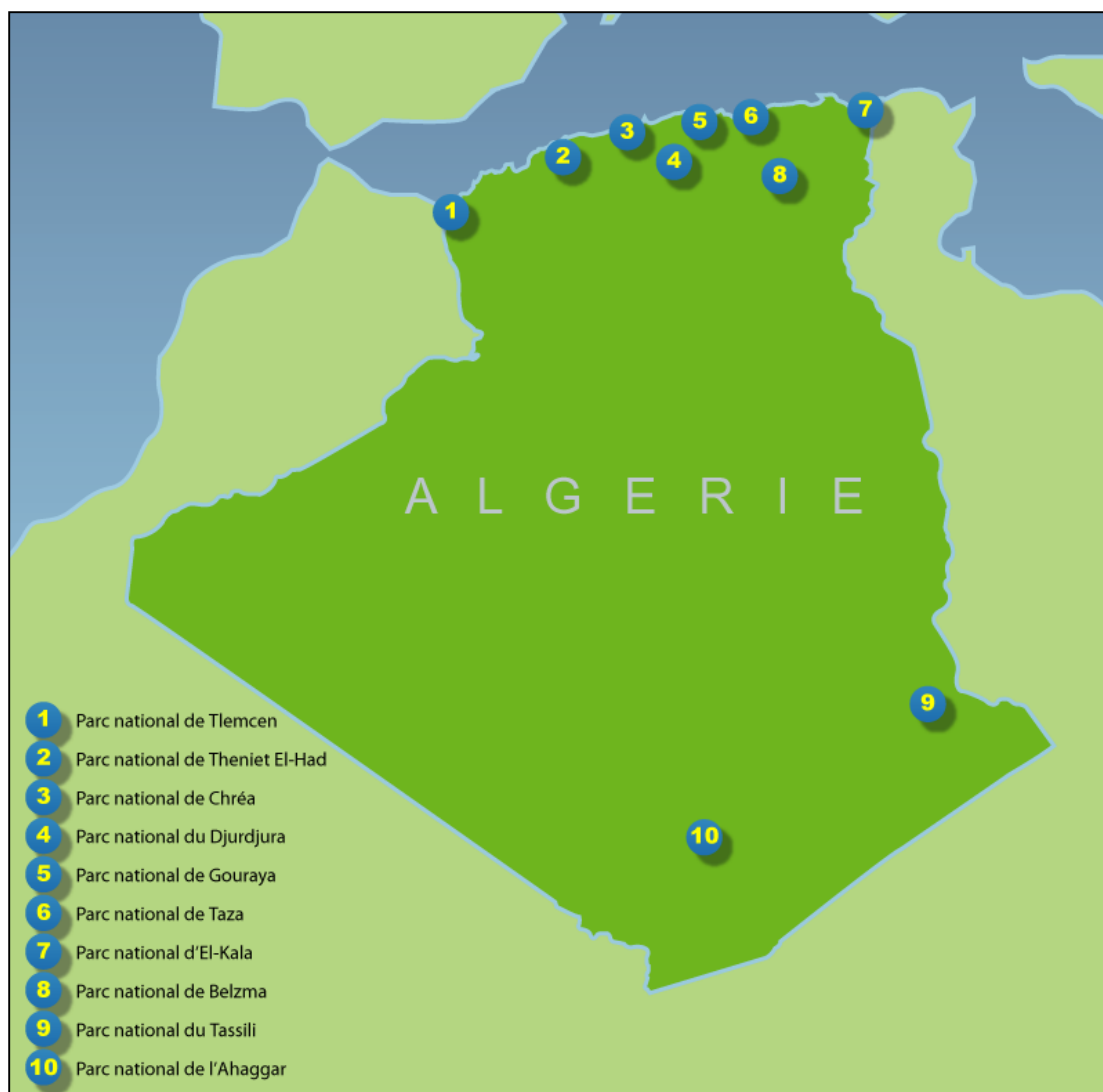 1
2
3
4
5
6
7
8
ALGERIE
9
10
1 Parc national de Tlemcen
2 Parc national de Theniet El-Had
3 Parc national de Chréa
4 Parc national du Djurdjura
5 Parc national de Gouraya
6 Parc national de Taza
7 Parc national d'El-Kala
8 Parc national de Belzma
9 Parc national du Tassili
10 Parc national de l'Ahaggar